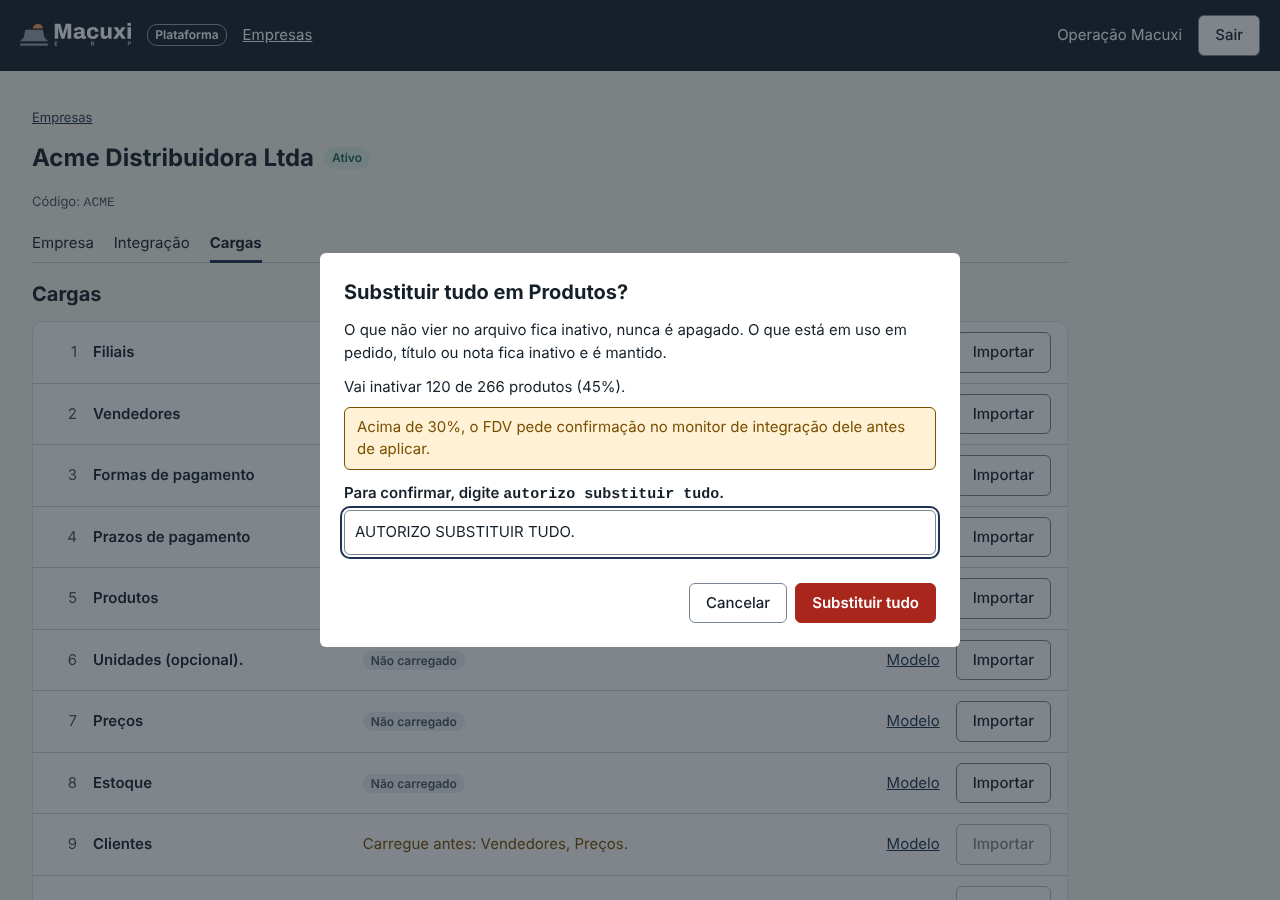 Macuxi
E R P
Plataforma
Empresas
Operação Macuxi
Sair
Empresas
Acme Distribuidora Ltda
Ativo
Código: ACME
Empresa
Integração
Cargas
Cargas
1 Filiais Importar
2 Vendedores Importar
3 Formas de pagamento Importar
4 Prazos de pagamento Importar
5 Produtos Importar
Substituir tudo em Produtos?
O que não vier no arquivo fica inativo, nunca é apagado. O que está em uso em
pedido, título ou nota fica inativo e é mantido.
Vai inativar 120 de 266 produtos (45%).
Acima de 30%, o FDV pede confirmação no monitor de integração dele antes
de aplicar.
Para confirmar, digite autorizo substituir tudo.
AUTORIZO SUBSTITUIR TUDO.
Cancelar
Substituir tudo
6 Unidades (opcional). Não carregado Modelo Importar
7 Preços Não carregado Modelo Importar
8 Estoque Não carregado Modelo Importar
9 Clientes Carregue antes: Vendedores, Preços. Modelo Importar